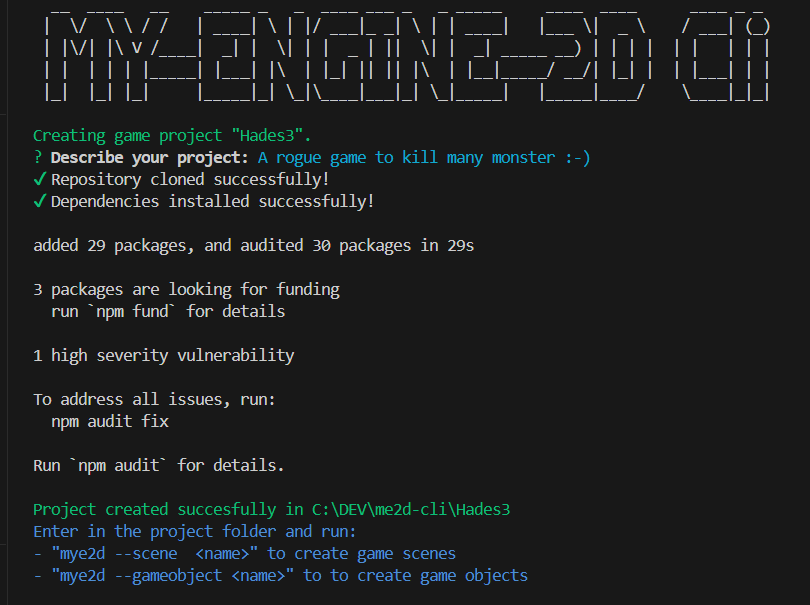 MY-ENGINE-2D CLI
Creating game project "Hades3".
? Describe your project: A rogue game to kill many monster :-)
✓ Repository cloned successfully!
✓ Dependencies installed successfully!
added 29 packages, and audited 30 packages in 29s
3 packages are looking for funding
run `npm fund` for details
1 high severity vulnerability
To address all issues, run:
npm audit fix
Run `npm audit` for details.
Project created succesfully in C:\DEV\me2d-cli\Hades3
Enter in the project folder and run:
- "mye2d --scene  <name>" to create game scenes
- "mye2d --gameobject <name>" to to create game objects